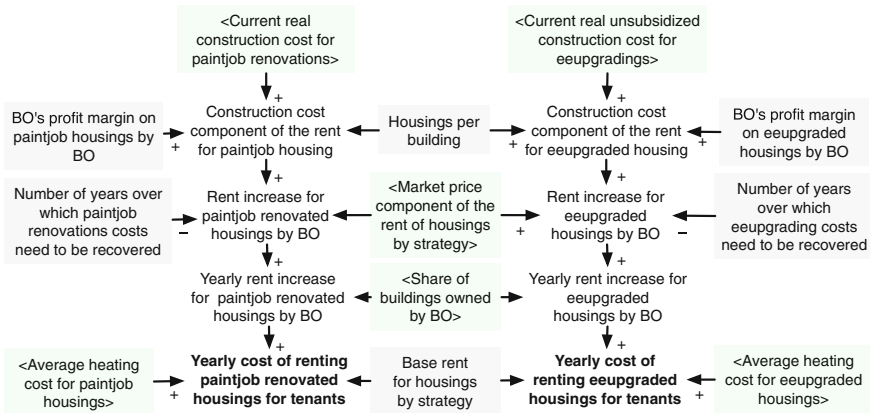 <Current real
construction cost for
paintjob renovations>
<Current real unsubsidized
construction cost for
eeupgradings>
+
+
BO's profit margin on
paintjob housings by
BO
+
Construction cost
component of the rent
for paintjob housing
Housings per
building
+
Construction cost
component of the rent
for eeupgraded housing
+
BO's profit margin
on eeupgraded
housings by BO
+
+
Number of years over
which paintjob
renovations costs
need to be recovered
–
Rent increase for
paintjob renovated
housings by BO
<Market price
component of the
rent of housings
by strategy>
+
Rent increase for
eeupgraded
housings by BO
–
Number of years
over which
eeupgrading costs
need to be recovered
+
+
Yearly rent increase
for paintjob renovated
housings by BO
<Share of
buildings owned
by BO>
Yearly rent increase for
eeupgraded
housings by BO
+
+
<Average heating
cost for paintjob
housings>
+
Yearly cost of renting
paintjob renovated
housings for tenants
Base rent
for housings
by strategy
Yearly cost of
renting eeupgraded
housings for tenants
+
<Average heating
cost for eeupgraded
housings>